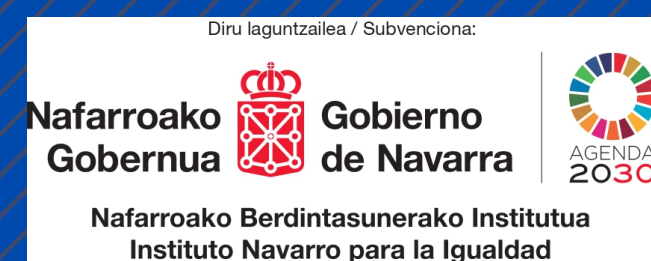 Diru laguntzailea / Subvenciona:
Nafarroako Gobierno
Gobernua de Navarra
AGENDA
2030
Nafarroako Berdintasunerako Institutua
Instituto Navarro para la Igualdad